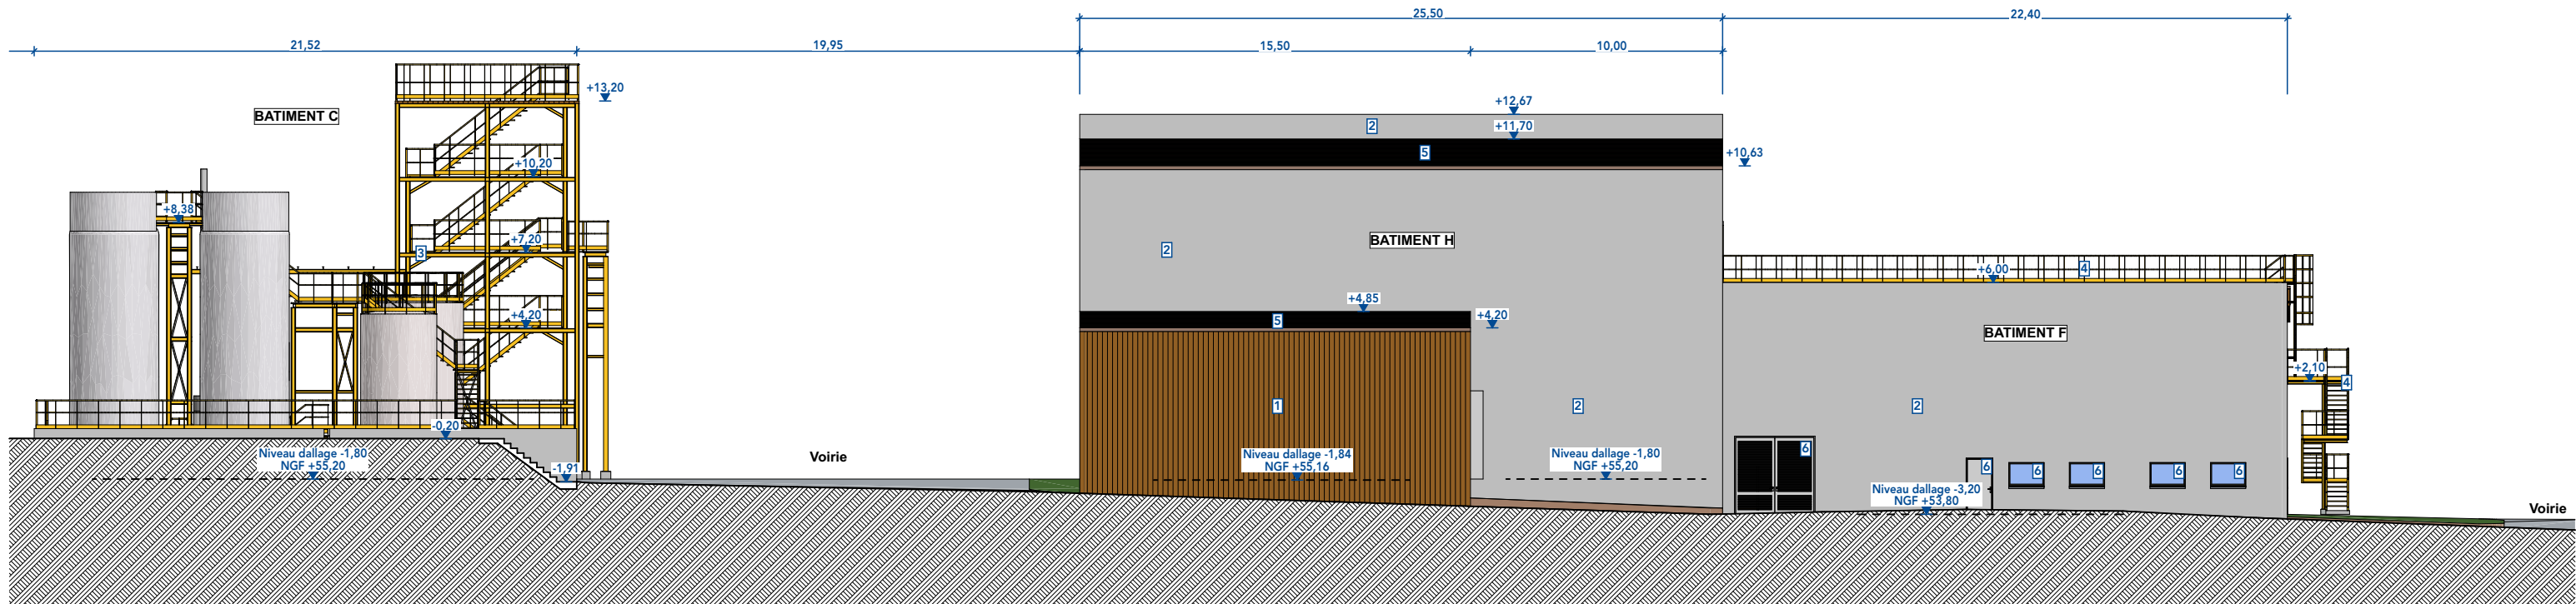 25,50
22,40
21,52
19,95
15,50
10,00
+13,20
+12,67
BATIMENT C
2
+11,70
5
+10,63
+10,20
+8,38
+7,20
3
2
BATIMENT H
+6,00
4
+4,85
+4,20
5
+4,20
BATIMENT F
+2,10
4
1
2
2
-0,20
Niveau dallage -1,80
NGF +55,20
-1,91
Voirie
Niveau dallage -1,84
NGF +55,16
Niveau dallage -1,80
NGF +55,20
6
6
6
6
6
6
Niveau dallage -3,20
NGF +53,80
Voirie